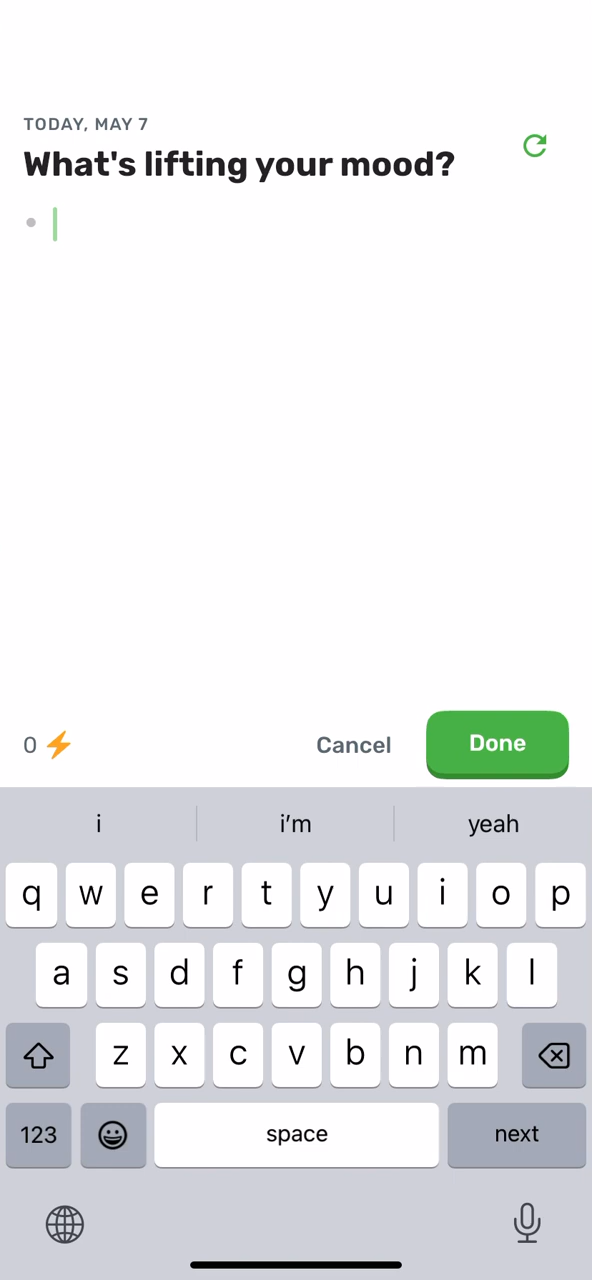 TODAY, MAY 7
What's lifting your mood?
0
Cancel
Done
i
i'm
yeah
q w e r t y u i o p
a s d f g h j k l
z x c v b n m
123
space
next